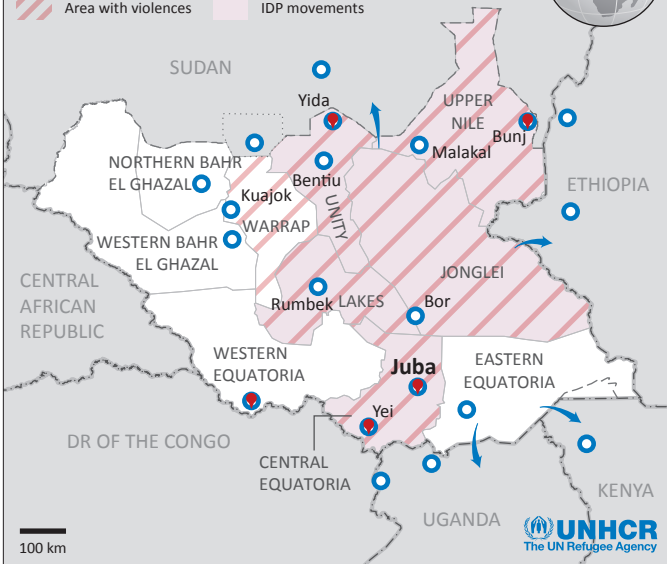 Area with violences
IDP movements
SUDAN
Yida
UPPER
NILE
Bunj
Malakal
NORTHERN BAHR
EL GHAZAL
Bentiu
ETHIOPIA
Kuajok
UNITY
WARRAP
WESTERN BAHR
EL GHAZAL
CENTRAL
AFRICAN
REPUBLIC
JONGLEI
Rumbek
LAKES
Bor
WESTERN
EQUATORIA
Juba
EASTERN
EQUATORIA
Yei
DR OF THE CONGO
CENTRAL
EQUATORIA
KENYA
UGANDA
UNHCR
The UN Refugee Agency
100 km